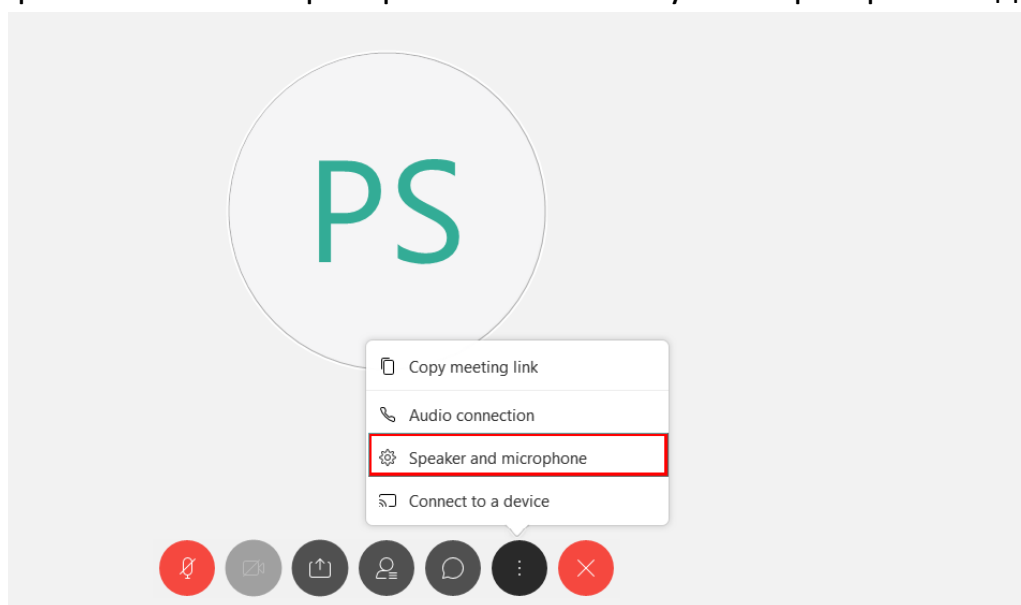 PS
Copy meeting link
Audio connection
Speaker and microphone
Connect to a device